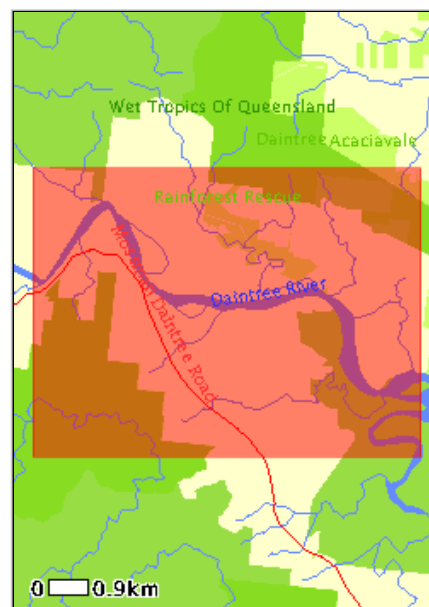 Wet Tropics Of Queensland
Daintree Acaciavale
Rainforest Rescue
Mossman Daintree Road
Daintree River
0 0.9km